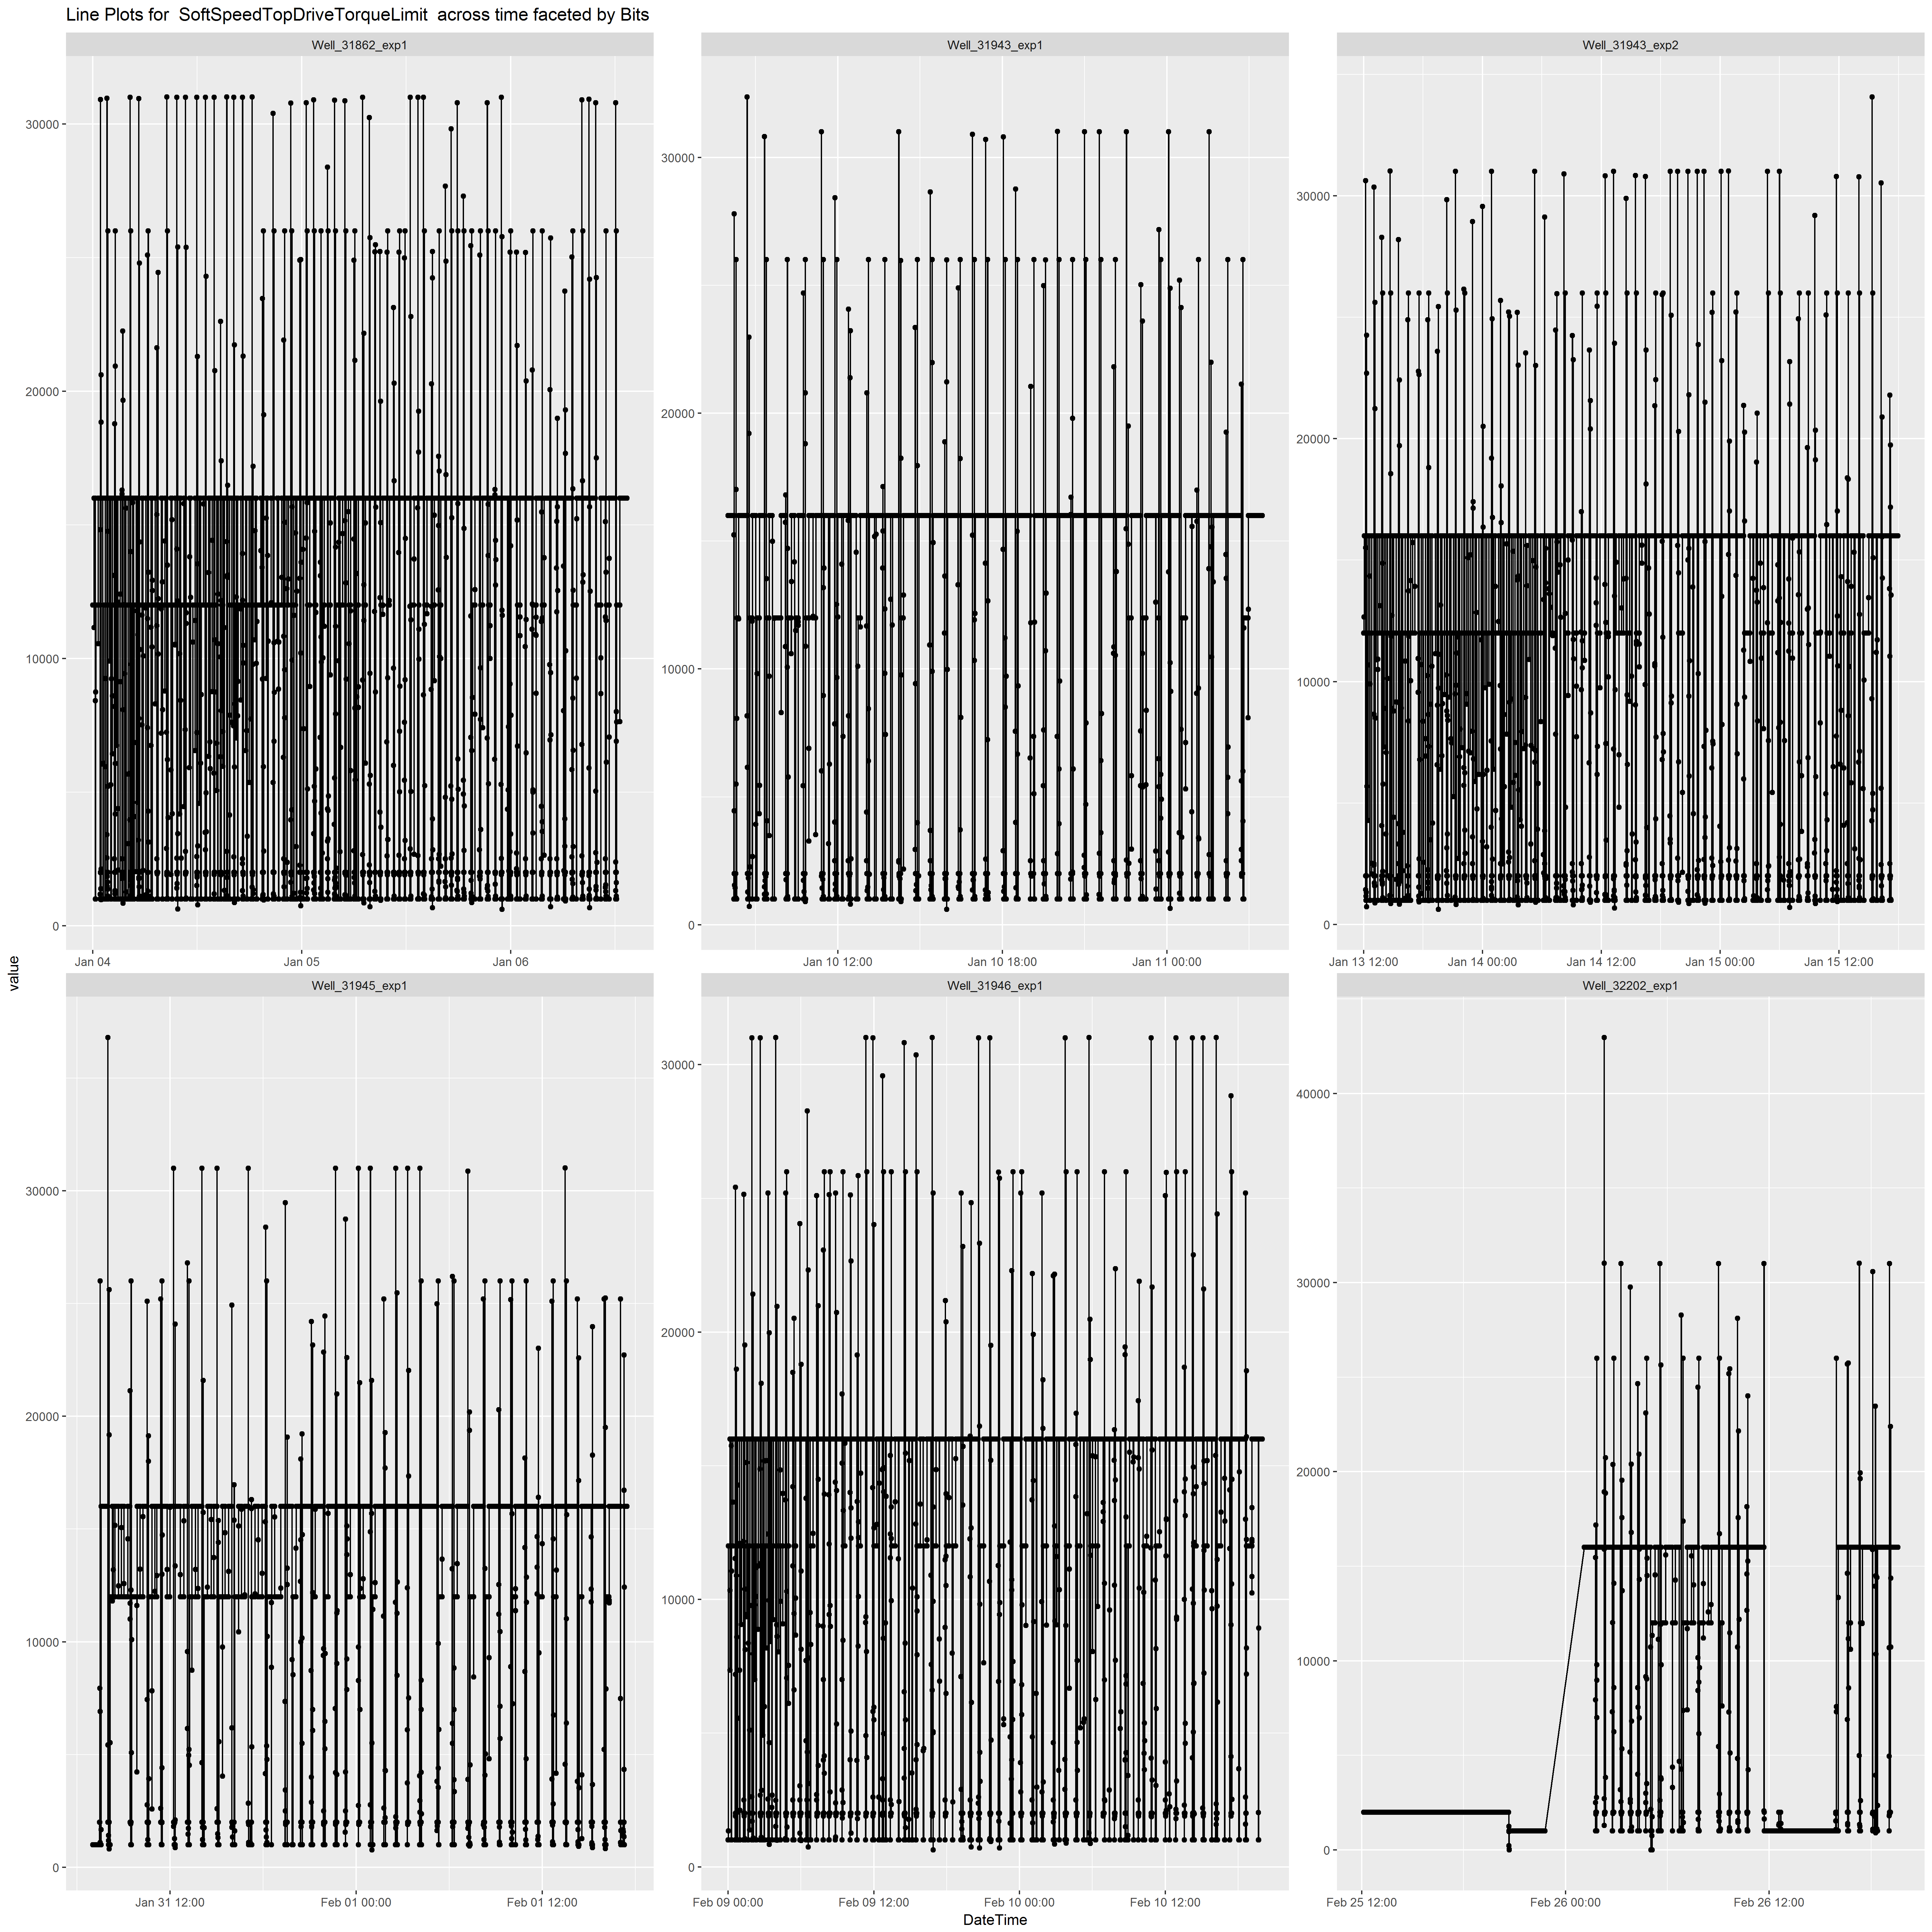 Line Plots for  SoftSpeedTopDriveTorqueLimit  across time faceted by Bits
Well_31862_exp1
Well_31943_exp1
Well_31943_exp2
30000
20000
10000
0
30000
20000
10000
0
30000
20000
10000
0
Jan 04
Jan 05
Jan 06
Jan 10 12:00
Jan 10 18:00
Jan 11 00:00
Jan 13 12:00
Jan 14 00:00
Jan 14 12:00
Jan 15 00:00
Jan 15 12:00
value
Well_31945_exp1
Well_31946_exp1
Well_32202_exp1
30000
20000
10000
0
30000
20000
10000
0
40000
30000
20000
10000
0
Jan 31 12:00
Feb 01 00:00
Feb 01 12:00
Feb 09 00:00
Feb 09 12:00
Feb 10 00:00
Feb 10 12:00
Feb 25 12:00
Feb 26 00:00
Feb 26 12:00
DateTime